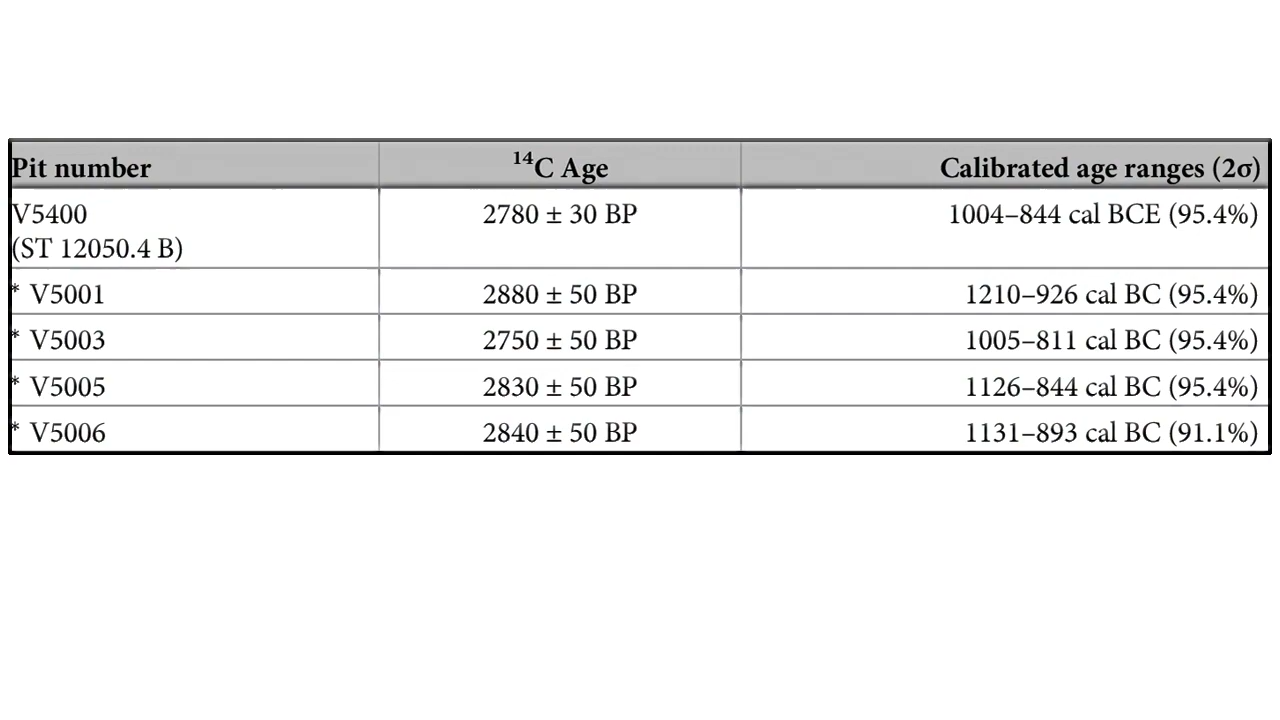 Pit number ¹⁴C Age Calibrated age ranges (2σ)
V5400 2780 ± 30 BP 1004–844 cal BCE (95.4%)
(ST 12050.4 B)
* V5001 2880 ± 50 BP 1210–926 cal BC (95.4%)
* V5003 2750 ± 50 BP 1005–811 cal BC (95.4%)
* V5005 2830 ± 50 BP 1126–844 cal BC (95.4%)
* V5006 2840 ± 50 BP 1131–893 cal BC (91.1%)